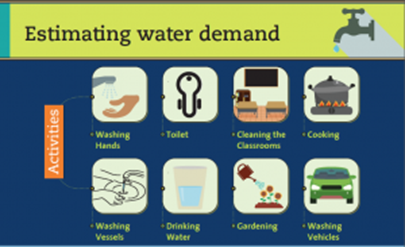 Estimating water demand
Activities
• Washing
Hands
• Toilet
• Cleaning the
Classrooms
• Cooking
• Washing
Vessels
• Drinking
Water
• Gardening
• Washing
Vehicles